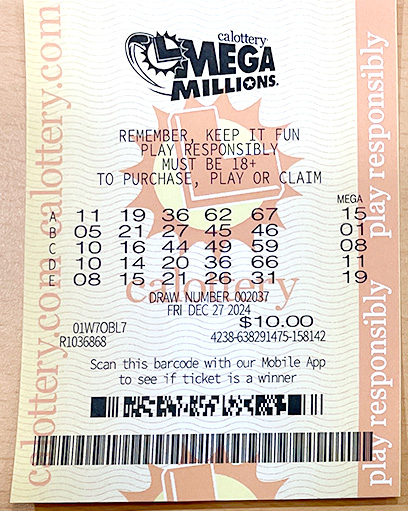 calottery
MEGA
MILLIONS
REMEMBER, KEEP IT FUN
PLAY RESPONSIBLY
MUST BE 18+
TO PURCHASE, PLAY OR CLAIM
MEGA
A 11 19 36 62 67 15
B 05 21 27 45 46 01
C 10 16 44 49 59 08
D 10 14 20 36 66 11
E 08 15 21 26 31 19
calottery
DRAW NUMBER 002037
FRI DEC 27 2024
$10.00
01W7OBL7
R1036868
4238-638291475-158142
Scan this barcode with our Mobile App
to see if ticket is a winner
calottery.com calottery.com
play responsibly
play responsibly